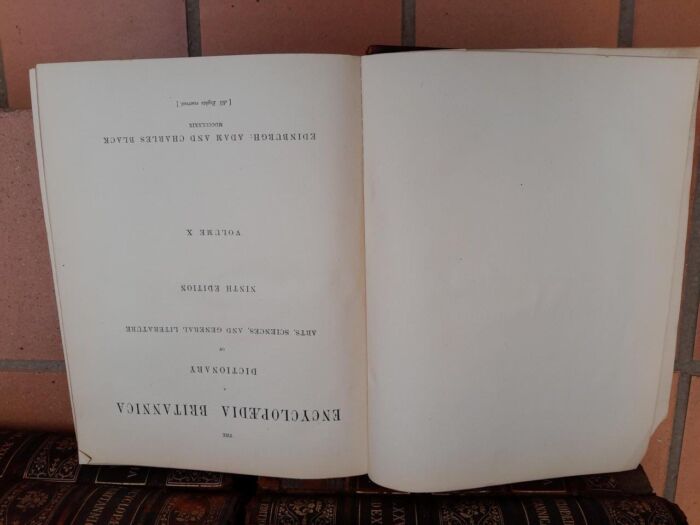 THE
ENCYCLOPÆDIA BRITANNICA
A
DICTIONARY
OF
ARTS, SCIENCES, AND GENERAL LITERATURE
NINTH EDITION
VOLUME X
EDINBURGH: ADAM AND CHARLES BLACK
MDCCCLXXIX
[ All Rights reserved. ]